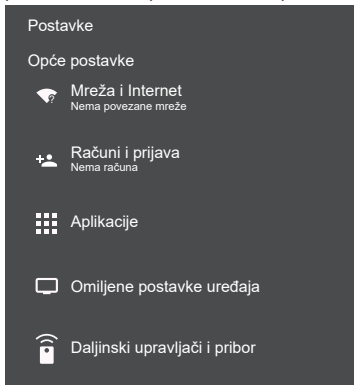 Postavke
Opće postavke
Mreža i Internet
Nema povezane mreže
Računi i prijava
Nema računa
Aplikacije
Omiljene postavke uređaja
Daljinski upravljači i pribor